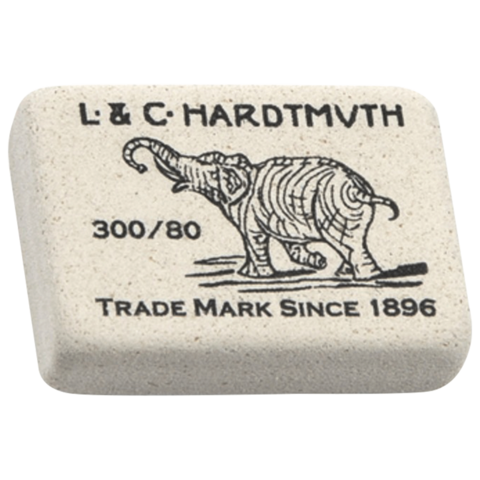 L. & C. HARDTMVTH
300/80
TRADE MARK SINCE 1896